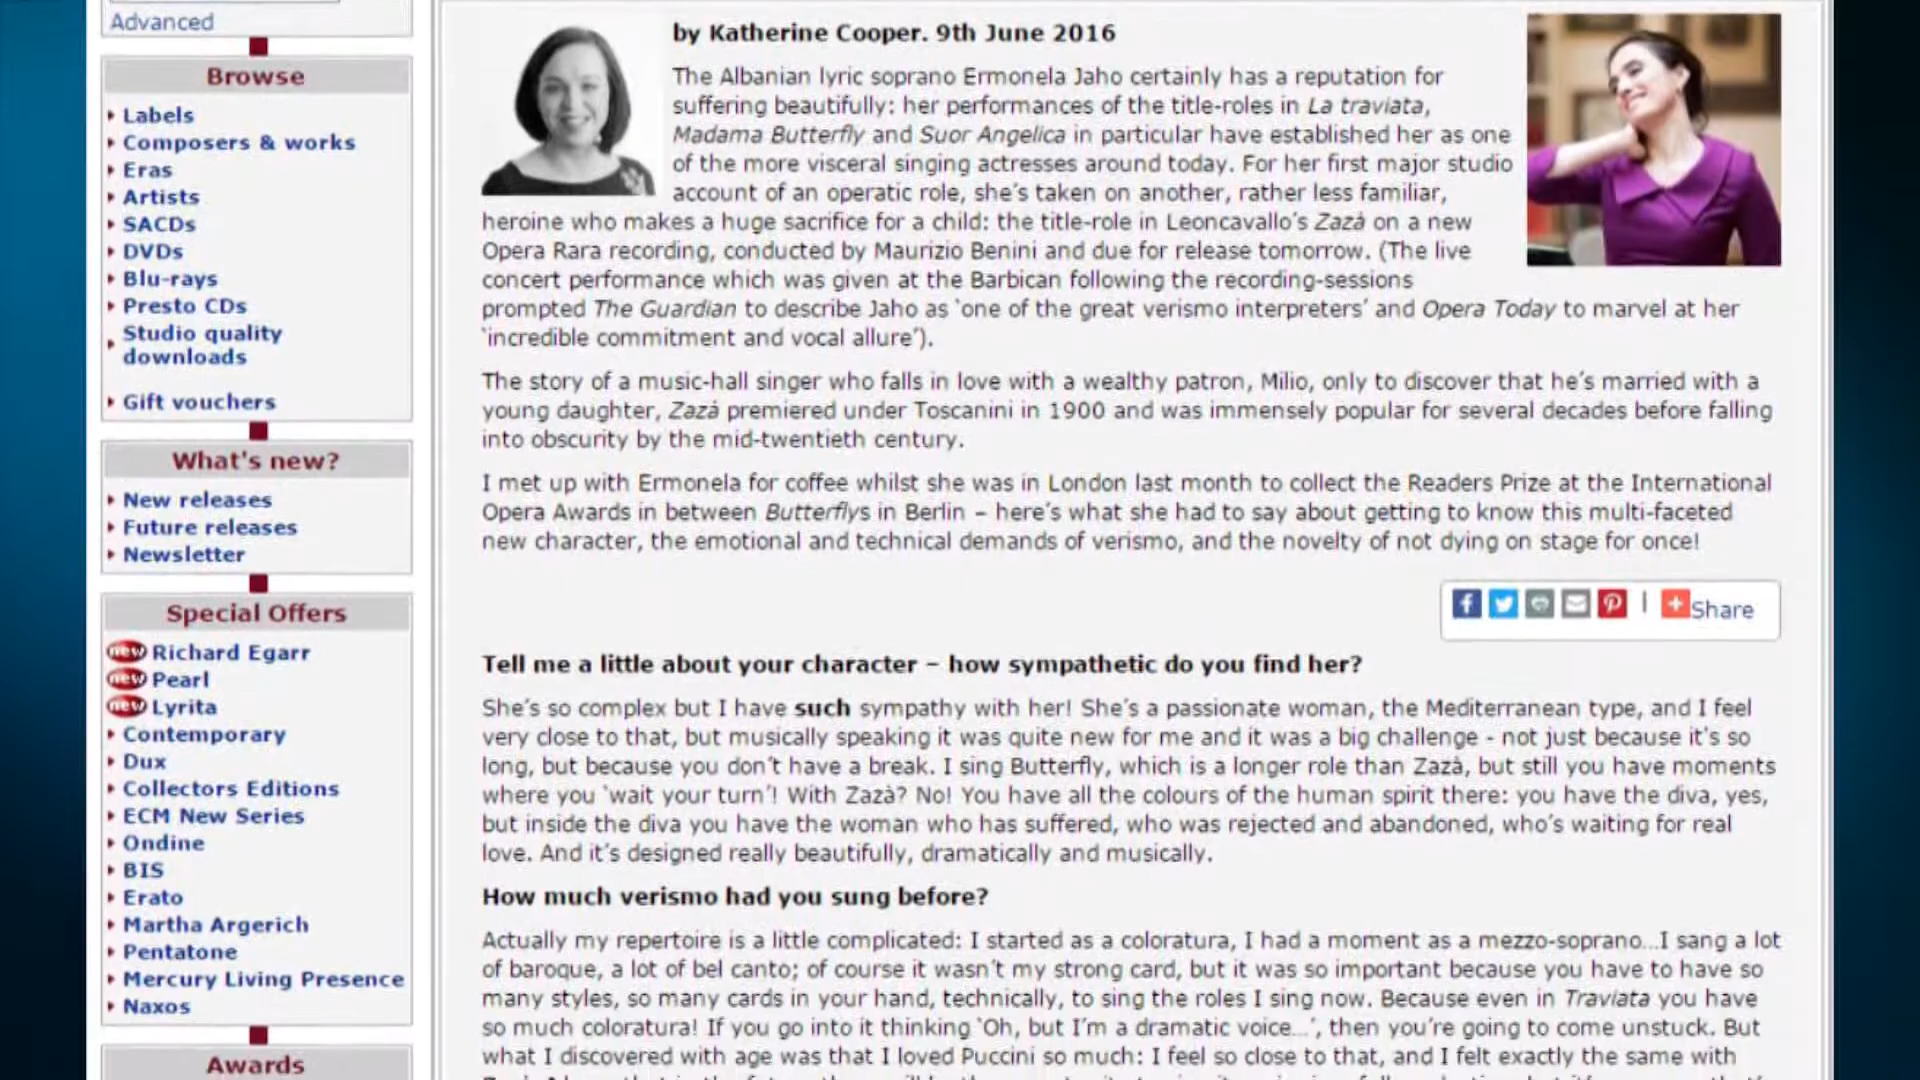 Advanced
Browse
Labels
Composers & works
Eras
Artists
SACDs
DVDs
Blu-rays
Presto CDs
Studio quality
downloads
Gift vouchers
What's new?
New releases
Future releases
Newsletter
Special Offers
new Richard Egarr
new Pearl
new Lyrita
Contemporary
Dux
Collectors Editions
ECM New Series
Ondine
BIS
Erato
Martha Argerich
Pentatone
Mercury Living Presence
Naxos
Awards
by Katherine Cooper. 9th June 2016
The Albanian lyric soprano Ermonela Jaho certainly has a reputation for
suffering beautifully: her performances of the title-roles in La traviata,
Madama Butterfly and Suor Angelica in particular have established her as one
of the more visceral singing actresses around today. For her first major studio
account of an operatic role, she's taken on another, rather less familiar,
heroine who makes a huge sacrifice for a child: the title-role in Leoncavallo's Zazà on a new
Opera Rara recording, conducted by Maurizio Benini and due for release tomorrow. (The live
concert performance which was given at the Barbican following the recording-sessions
prompted The Guardian to describe Jaho as 'one of the great verismo interpreters' and Opera Today to marvel at her
'incredible commitment and vocal allure').
The story of a music-hall singer who falls in love with a wealthy patron, Milio, only to discover that he's married with a
young daughter, Zazà premiered under Toscanini in 1900 and was immensely popular for several decades before falling
into obscurity by the mid-twentieth century.
I met up with Ermonela for coffee whilst she was in London last month to collect the Readers Prize at the International
Opera Awards in between Butterflys in Berlin – here's what she had to say about getting to know this multi-faceted
new character, the emotional and technical demands of verismo, and the novelty of not dying on stage for once!
| Share
Tell me a little about your character – how sympathetic do you find her?
She's so complex but I have such sympathy with her! She's a passionate woman, the Mediterranean type, and I feel
very close to that, but musically speaking it was quite new for me and it was a big challenge - not just because it's so
long, but because you don't have a break. I sing Butterfly, which is a longer role than Zazà, but still you have moments
where you 'wait your turn'! With Zazà? No! You have all the colours of the human spirit there: you have the diva, yes,
but inside the diva you have the woman who has suffered, who was rejected and abandoned, who's waiting for real
love. And it's designed really beautifully, dramatically and musically.
How much verismo had you sung before?
Actually my repertoire is a little complicated: I started as a coloratura, I had a moment as a mezzo-soprano...I sang a lot
of baroque, a lot of bel canto; of course it wasn't my strong card, but it was so important because you have to have so
many styles, so many cards in your hand, technically, to sing the roles I sing now. Because even in Traviata you have
so much coloratura! If you go into it thinking 'Oh, but I'm a dramatic voice...', then you're going to come unstuck. But
what I discovered with age was that I loved Puccini so much: I feel so close to that, and I felt exactly the same with